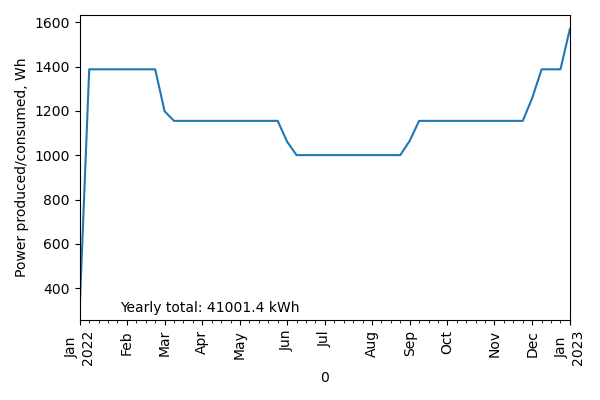 1600
1400
1200
1000
800
600
400
Power produced/consumed, Wh
Yearly total: 41001.4 kWh
Jan
2022
Feb
Mar
Apr
May
Jun
Jul
Aug
Sep
Oct
Nov
Dec
Jan
2023
0